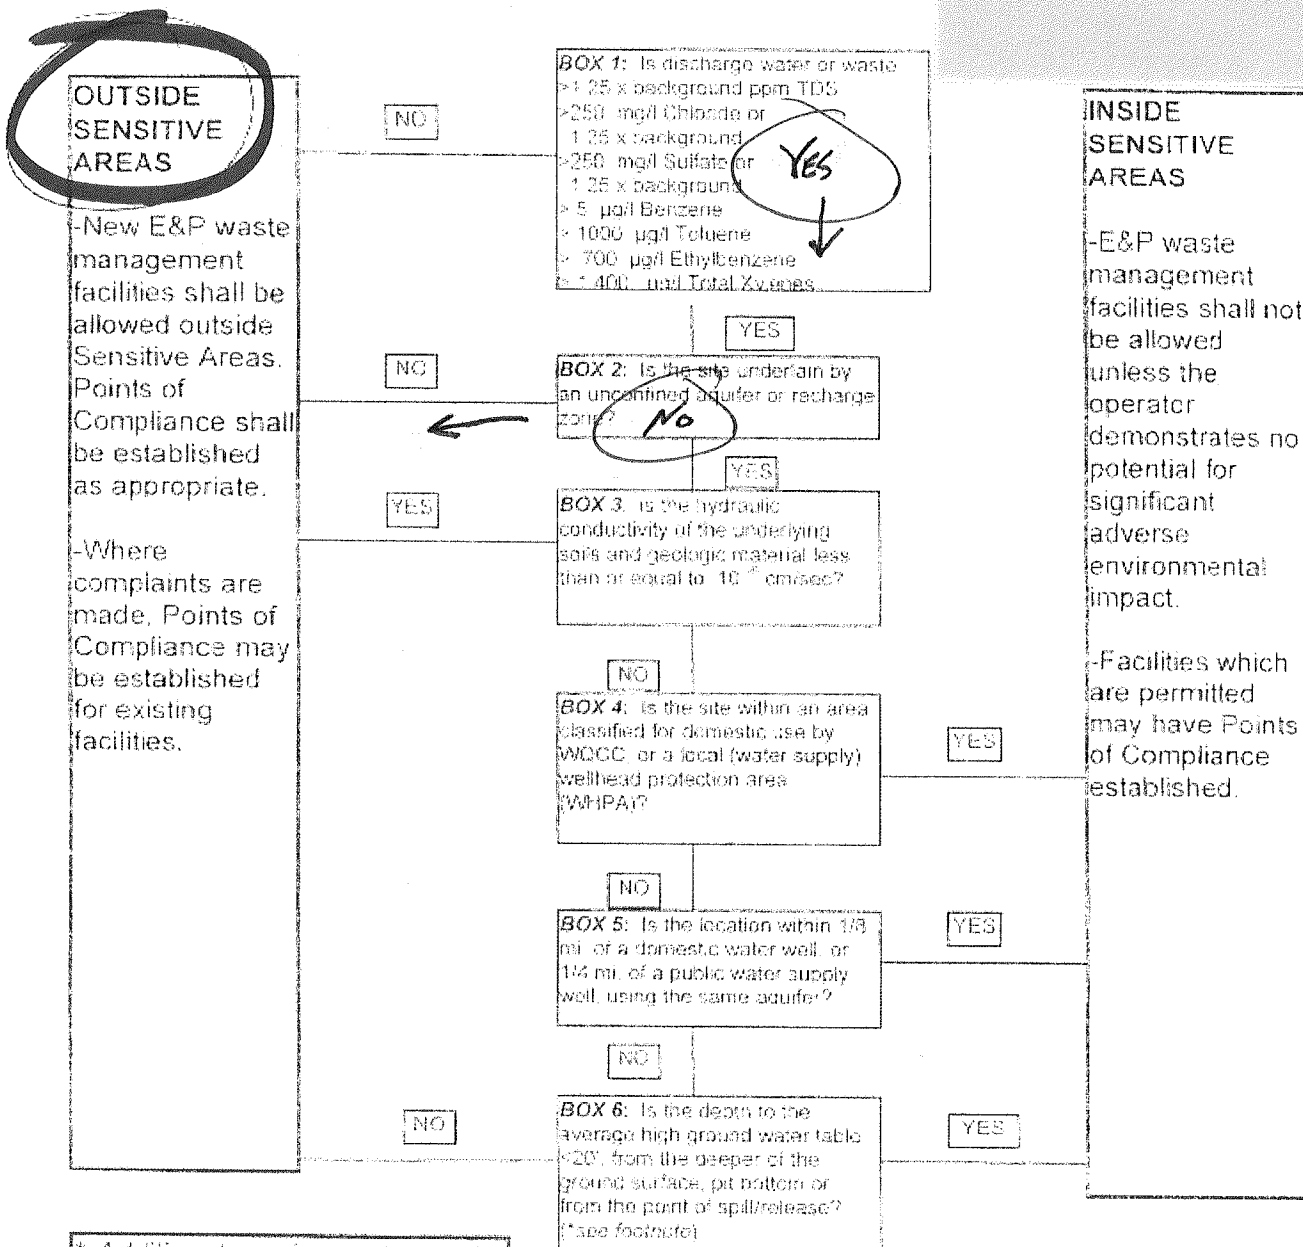 OUTSIDE
SENSITIVE
AREAS
-New E&P waste
management
facilities shall be
allowed outside
Sensitive Areas.
Points of
Compliance shall
be established
as appropriate.
-Where
complaints are
made, Points of
Compliance may
be established
for existing
facilities.
NO
BOX 1: Is discharge water or waste
>1.25 x background ppm TDS
>250 mg/l Chloride or
1.25 x background
>250 mg/l Sulfate or
1.25 x background
> 5 µg/l Benzene
> 1000 µg/l Toluene
> 700 µg/l Ethylbenzene
> 1,400 µg/l Total Xylenes
YES
YES
NO
BOX 2: Is the site underlain by
an unconfined aquifer or recharge
zone?
No
YES
YES
BOX 3. Is the hydraulic
conductivity of the underlying
soils and geologic material less
than or equal to 10 cm/sec?
NO
BOX 4: Is the site within an area
classified for domestic use by
WQCC, or a local (water supply)
wellhead protection area
(WHPA)?
YES
NO
BOX 5: Is the location within 1/8
mi. of a domestic water well, or
1/4 mi. of a public water supply
well, using the same aquifer?
YES
NO
NO
BOX 6: Is the depth to the
average high ground water table
<20', from the deeper of the
ground surface, pit bottom or
from the point of spill/release?
(*see footnote)
YES
INSIDE
SENSITIVE
AREAS
-E&P waste
management
facilities shall not
be allowed
unless the
operator
demonstrates no
potential for
significant
adverse
environmental
impact.
-Facilities which
are permitted
may have Points
of Compliance
established.